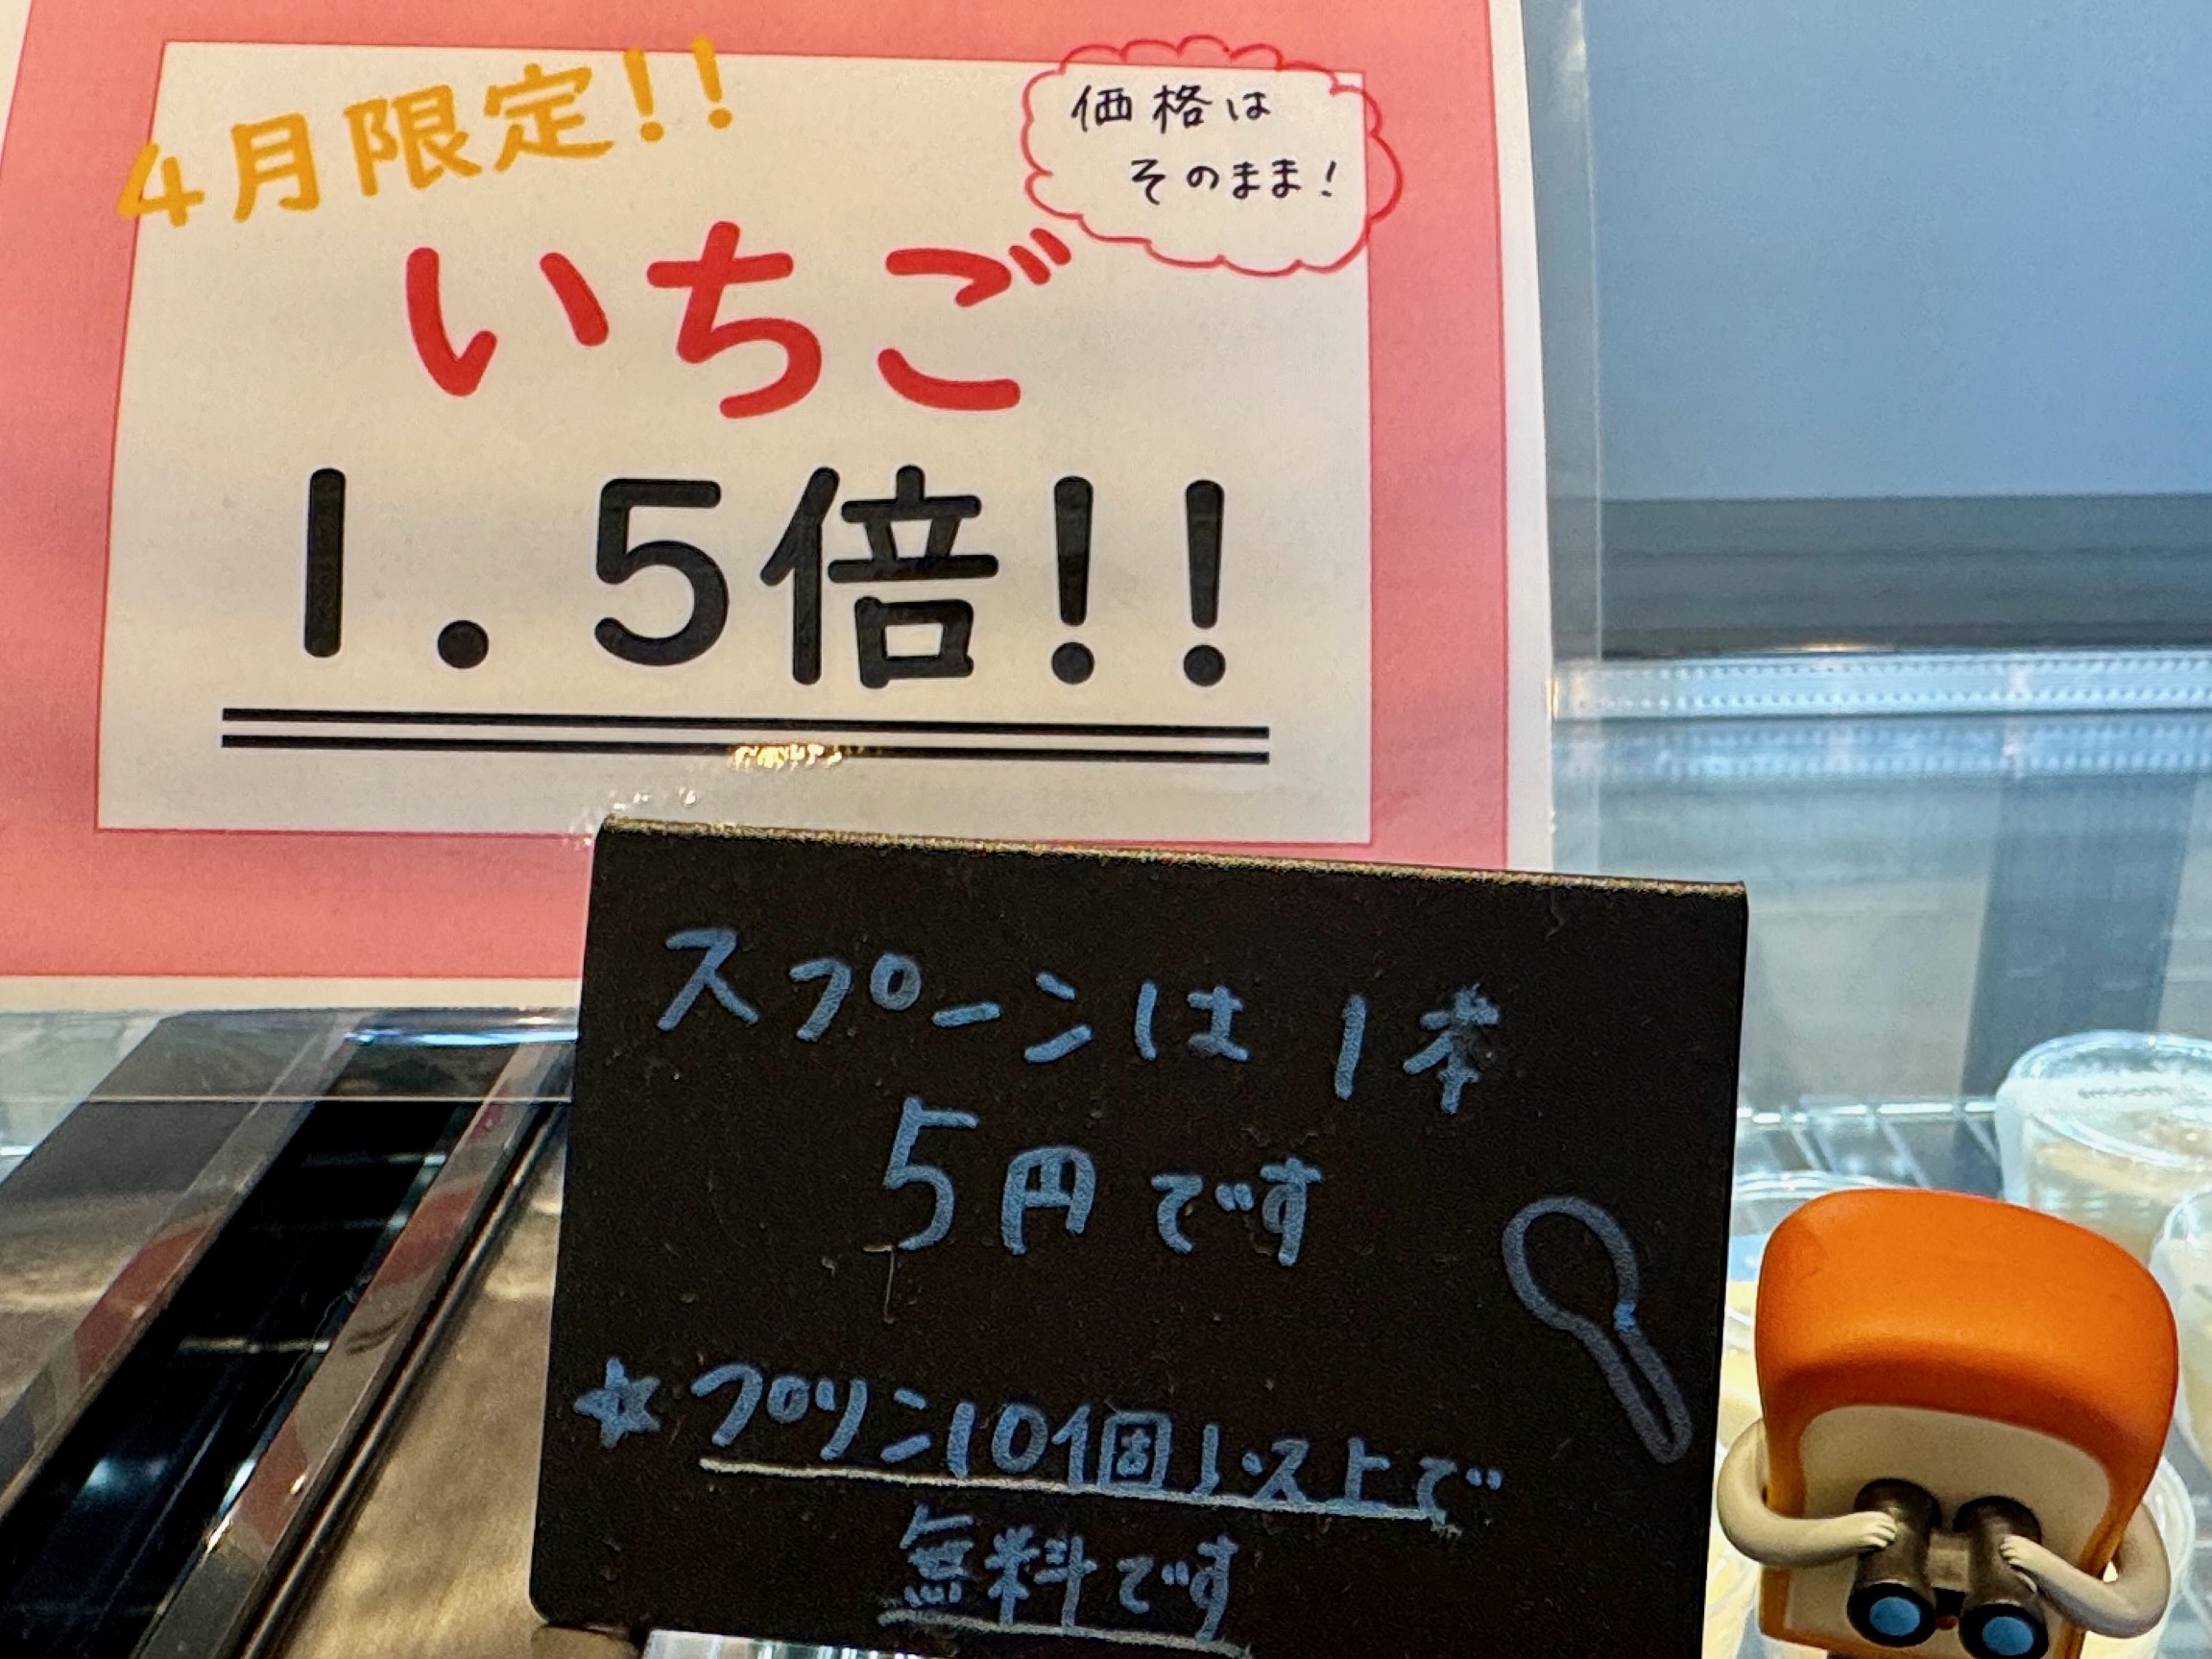 4月限定!!
価格は
そのまま!
いちご
1.5倍!!
スプーンは1本
5円です
☆プリン10個以上で
無料です